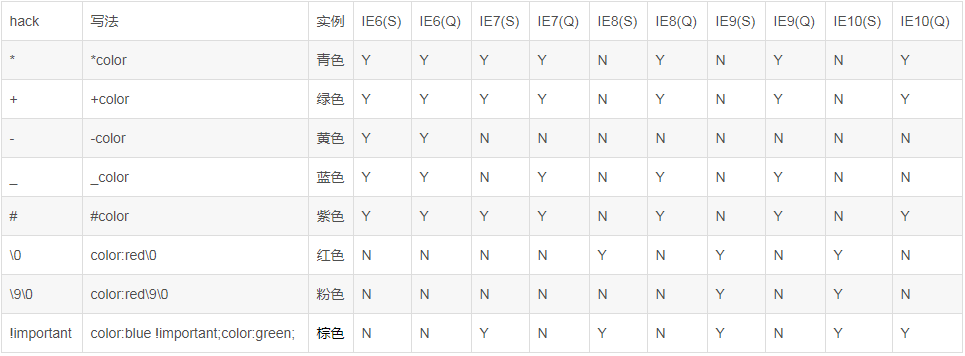 hack 写法 实例 IE6(S) IE6(Q) IE7(S) IE7(Q) IE8(S) IE8(Q) IE9(S) IE9(Q) IE10(S) IE10(Q)
* *color 青色 Y Y Y Y N Y N Y N Y
+ +color 绿色 Y Y Y Y N Y N Y N Y
- -color 黄色 Y Y N N N N N N N N
_ _color 蓝色 Y Y N Y N Y N Y N N
# #color 紫色 Y Y Y Y N Y N Y N Y
\0 color:red\0 红色 N N N N Y N Y N Y N
\9\0 color:red\9\0 粉色 N N N N N N Y N Y N
!important color:blue !important;color:green; 棕色 N N Y N Y N Y N Y Y